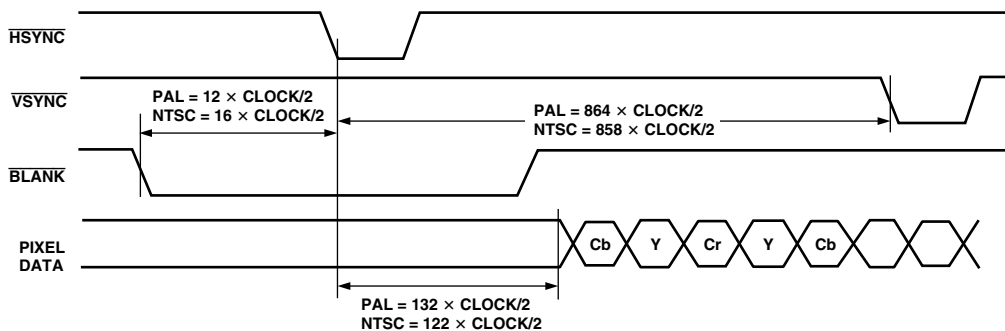 HSYNC
VSYNC
PAL = 12 × CLOCK/2
NTSC = 16 × CLOCK/2
PAL = 864 × CLOCK/2
NTSC = 858 × CLOCK/2
BLANK
PIXEL
DATA
Cb Y Cr Y Cb
PAL = 132 × CLOCK/2
NTSC = 122 × CLOCK/2